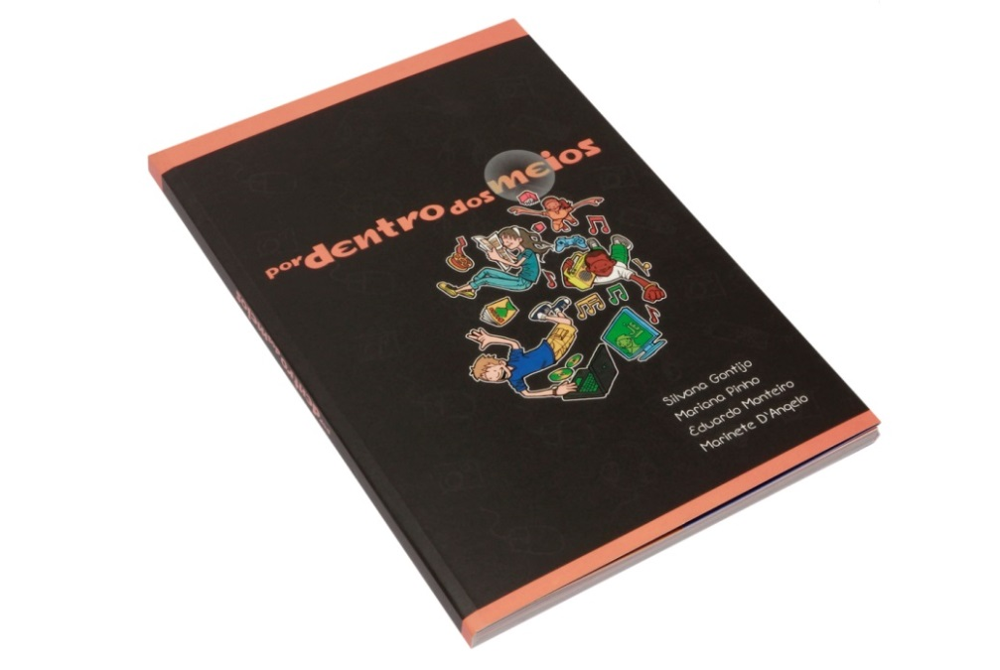 por dentro dos meios
Silvana Gontijo
Mariana Pinho
Eduardo Monteiro
Marinete D'Angelo